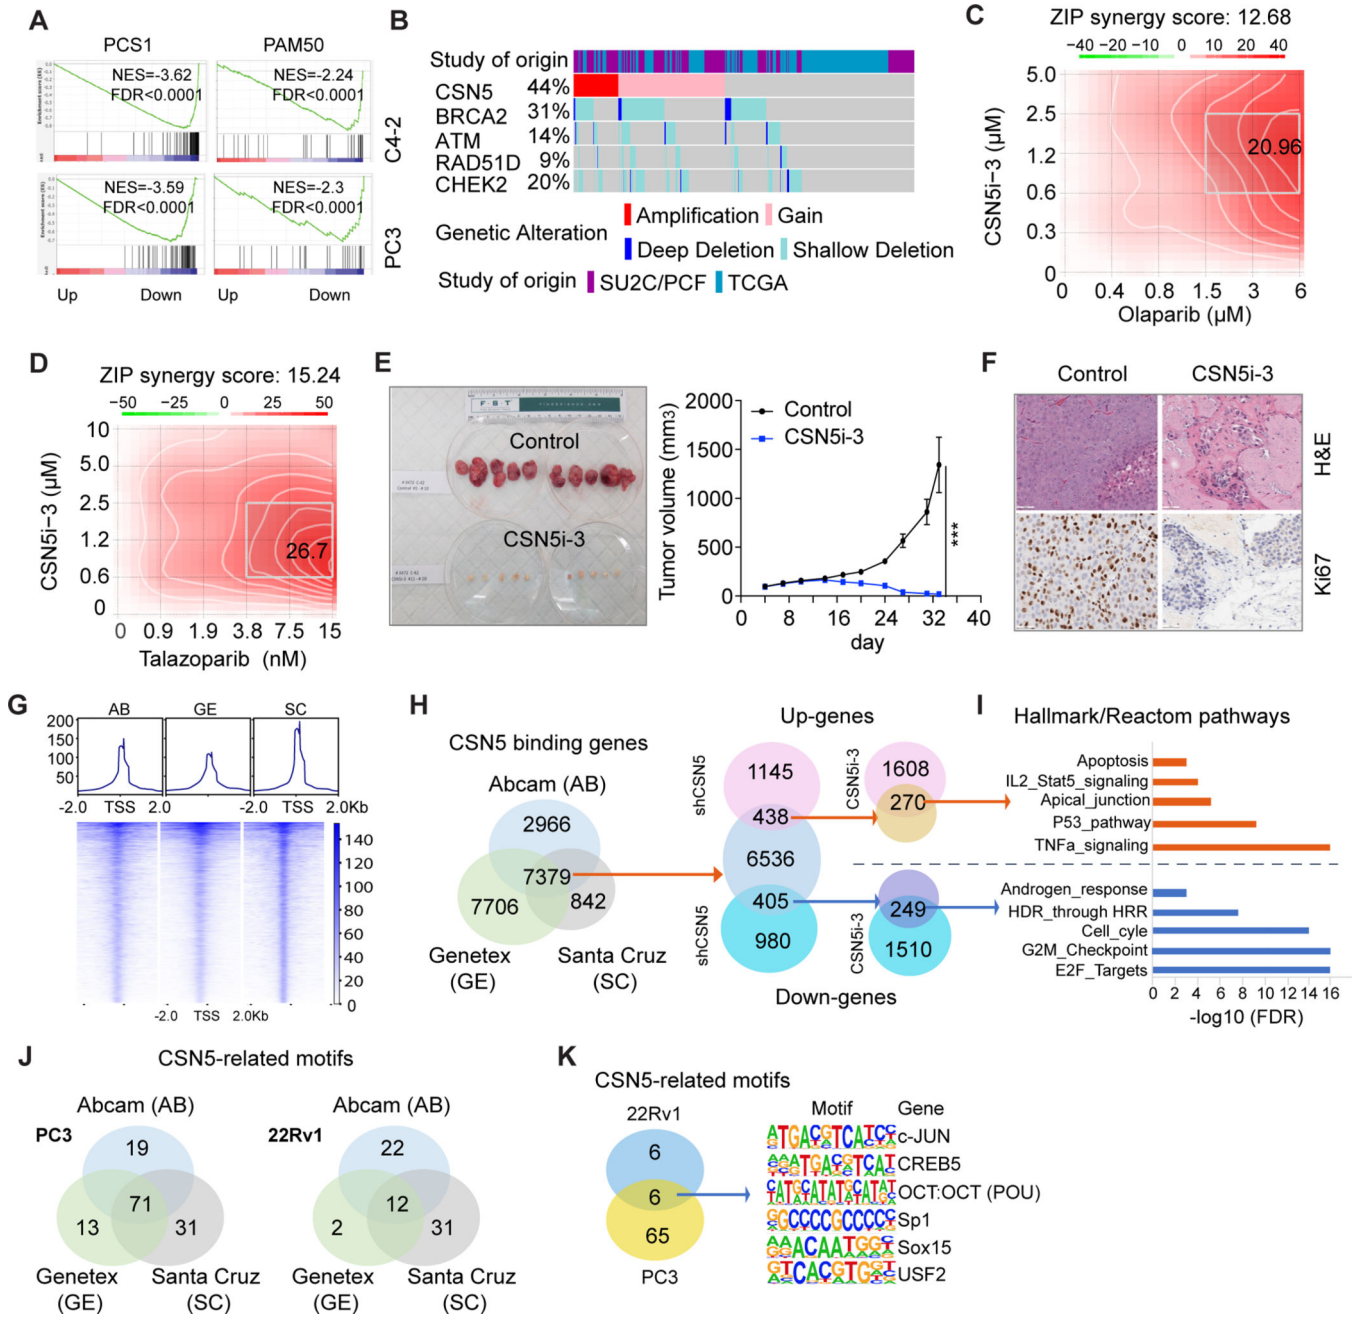 A
PCS1
PAM50
NES=-3.62
FDR<0.0001
NES=-2.24
FDR<0.0001
C4-2
NES=-3.59
FDR<0.0001
NES=-2.3
FDR<0.0001
PC3
Up
Down
Up
Down
B
Study of origin
CSN5 44%
BRCA2 31%
ATM 14%
RAD51D 9%
CHEK2 20%
Genetic Alteration
Amplification
Gain
Deep Deletion
Shallow Deletion
Study of origin
SU2C/PCF
TCGA
C
ZIP synergy score: 12.68
−40 −20 −10 0 10 20 40
CSN5i−3 (µM)
5.0
2.5
1.2
0.6
0.3
0
20.96
0 0.4 0.8 1.5 3 6
Olaparib (µM)
D
ZIP synergy score: 15.24
−50 −25 0 25 50
CSN5i−3 (µM)
10
5.0
2.5
1.2
0.6
0
26.7
0 0.9 1.9 3.8 7.5 15
Talazoparib (nM)
E
F·B·T
Control
CSN5i-3
Tumor volume (mm3)
2000
1500
1000
500
0
Control
CSN5i-3
***
0 8 16 24 32 40
day
F
Control
CSN5i-3
H&E
Ki67
G
AB
GE
SC
200
150
100
50
-2.0 TSS 2.0
-2.0 TSS 2.0Kb
140
120
100
80
60
40
20
0
-2.0 TSS 2.0Kb
H
CSN5 binding genes
Abcam (AB)
2966
7379
7706
842
Genetex
(GE)
Santa Cruz
(SC)
Up-genes
shCSN5
1145
438
6536
405
shCSN5
980
CSN5i-3
1608
270
CSN5i-3
249
1510
Down-genes
I
Hallmark/Reactom pathways
Apoptosis
IL2_Stat5_signaling
Apical_junction
P53_pathway
TNFa_signaling
Androgen_response
HDR_through HRR
Cell_cyle
G2M_Checkpoint
E2F_Targets
0 2 4 6 8 10 12 14 16
-log10 (FDR)
J
CSN5-related motifs
Abcam (AB)
PC3
19
71
13
31
Genetex
(GE)
Santa Cruz
(SC)
Abcam (AB)
22Rv1
22
12
2
31
Genetex
(GE)
Santa Cruz
(SC)
K
CSN5-related motifs
22Rv1
6
6
65
PC3
Motif
Gene
c-JUN
CREB5
OCT:OCT (POU)
Sp1
Sox15
USF2